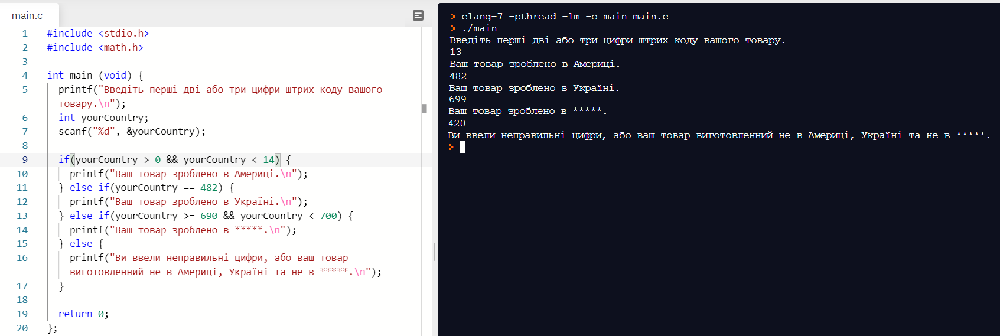 main.c
1 #include <stdio.h>
2 #include <math.h>
3
4 int main (void) {
5 printf("Введіть перші дві або три цифри штрих-коду вашого
товару.\n");
6 int yourCountry;
7 scanf("%d", &yourCountry);
8
9 if(yourCountry >=0 && yourCountry < 14) {
10 printf("Ваш товар зроблено в Америці.\n");
11 } else if(yourCountry == 482) {
12 printf("Ваш товар зроблено в Україні.\n");
13 } else if(yourCountry >= 690 && yourCountry < 700) {
14 printf("Ваш товар зроблено в *****.\n");
15 } else {
16 printf("Ви ввели неправильні цифри, або ваш товар
виготовленний не в Америці, Україні та не в *****.\n");
17 }
18
19 return 0;
20 };
> clang-7 -pthread -lm -o main main.c
> ./main
Введіть перші дві або три цифри штрих-коду вашого товару.
13
Ваш товар зроблено в Америці.
482
Ваш товар зроблено в Україні.
699
Ваш товар зроблено в *****.
420
Ви ввели неправильні цифри, або ваш товар виготовленний не в Америці, Україні та не в *****.
>